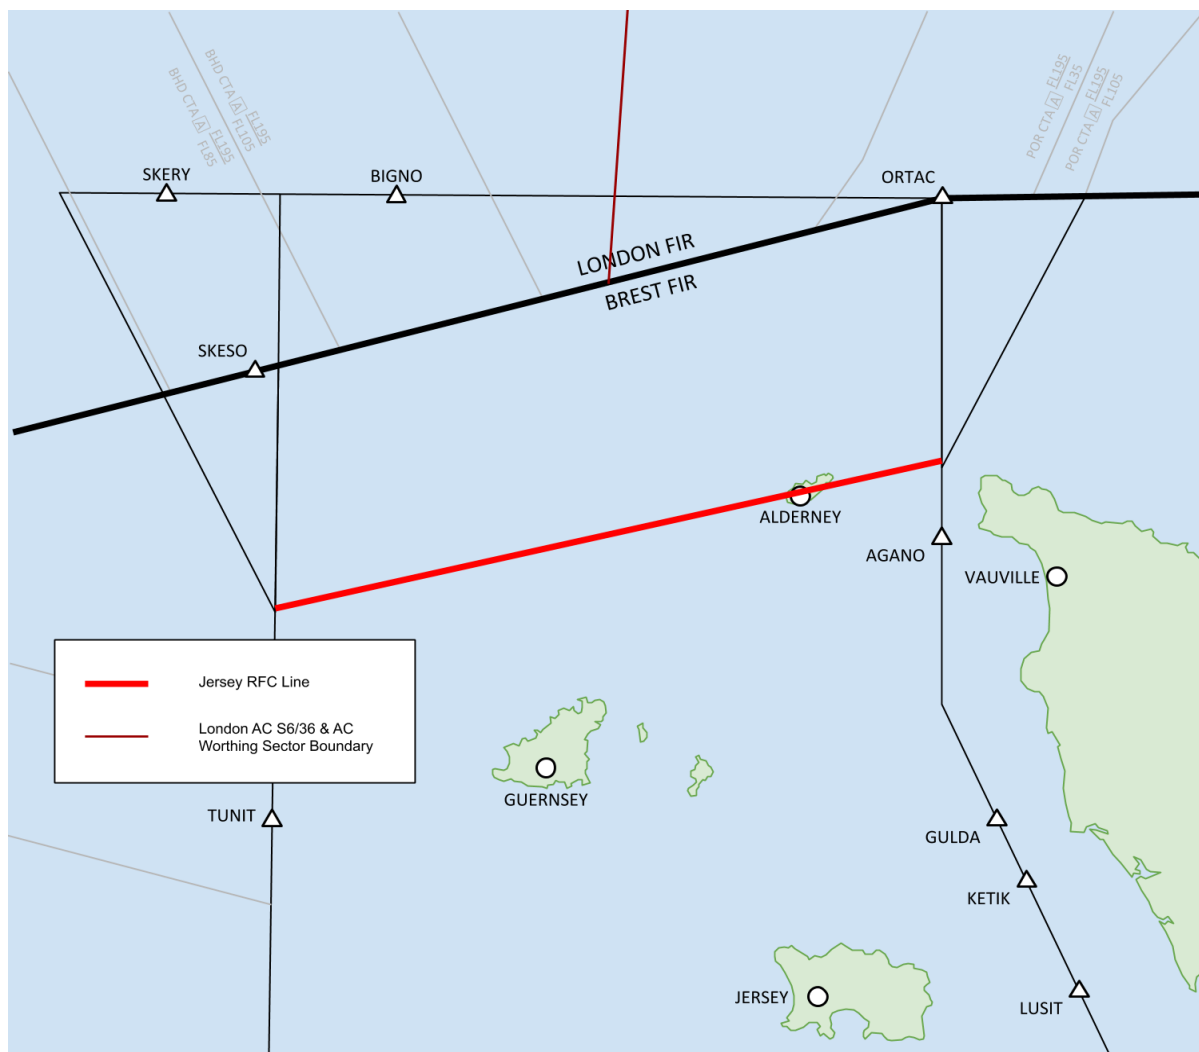 BHD CTA [A] FL195
FL85
BHD CTA [A] FL195
FL105
POR CTA [A] FL195
FL35
POR CTA [A] FL195
FL105
SKERY
BIGNO
ORTAC
LONDON FIR
BREST FIR
SKESO
ALDERNEY
AGANO
VAUVILLE
Jersey RFC Line
London AC S6/36 & AC
Worthing Sector Boundary
GUERNSEY
TUNIT
GULDA
KETIK
JERSEY
LUSIT